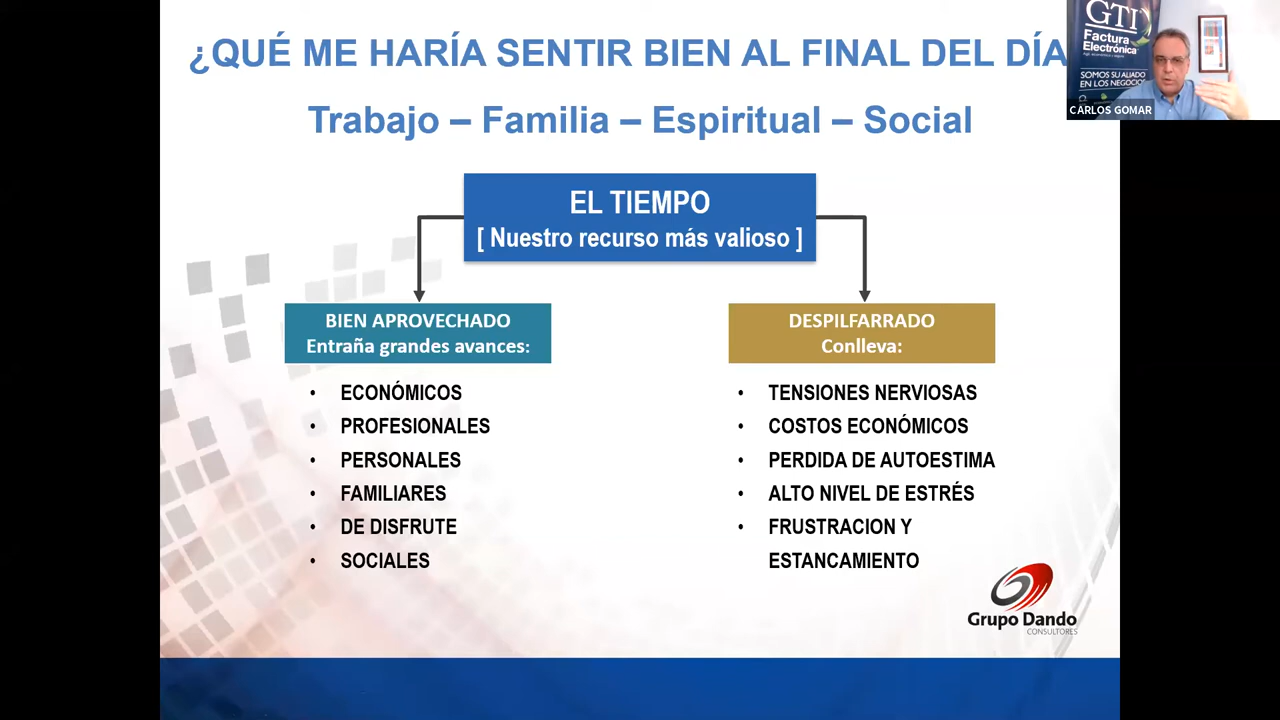 ¿QUÉ ME HARÍA SENTIR BIEN AL FINAL DEL DÍA
Trabajo – Familia – Espiritual – Social
EL TIEMPO
[ Nuestro recurso más valioso ]
BIEN APROVECHADO
Entraña grandes avances:
• ECONÓMICOS
• PROFESIONALES
• PERSONALES
• FAMILIARES
• DE DISFRUTE
• SOCIALES
DESPILFARRADO
Conlleva:
• TENSIONES NERVIOSAS
• COSTOS ECONÓMICOS
• PERDIDA DE AUTOESTIMA
• ALTO NIVEL DE ESTRÉS
• FRUSTRACION Y
ESTANCAMIENTO
Grupo Dando
CONSULTORES
GTI
Factura
Electrónica
SOMOS SU ALIADO
EN LOS NEGOCIOS
CARLOS GOMAR